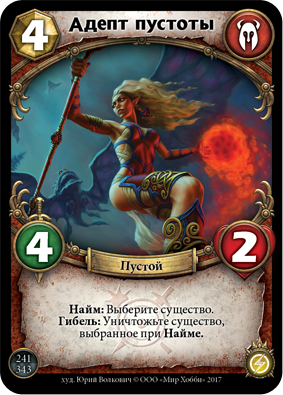 4
Адепт пустоты
4
Пустой
2
Найм: Выберите существо.
Гибель: Уничтожьте существо,
выбранное при Найме.
241
343
худ. Юрий Волкович © ООО «Мир Хобби» 2017